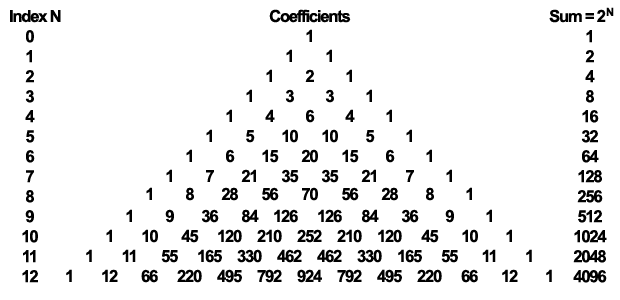 Index N Coefficients Sum = 2^N
0 1 1
1 1 1 2
2 1 2 1 4
3 1 3 3 1 8
4 1 4 6 4 1 16
5 1 5 10 10 5 1 32
6 1 6 15 20 15 6 1 64
7 1 7 21 35 35 21 7 1 128
8 1 8 28 56 70 56 28 8 1 256
9 1 9 36 84 126 126 84 36 9 1 512
10 1 10 45 120 210 252 210 120 45 10 1 1024
11 1 11 55 165 330 462 462 330 165 55 11 1 2048
12 1 12 66 220 495 792 924 792 495 220 66 12 1 4096